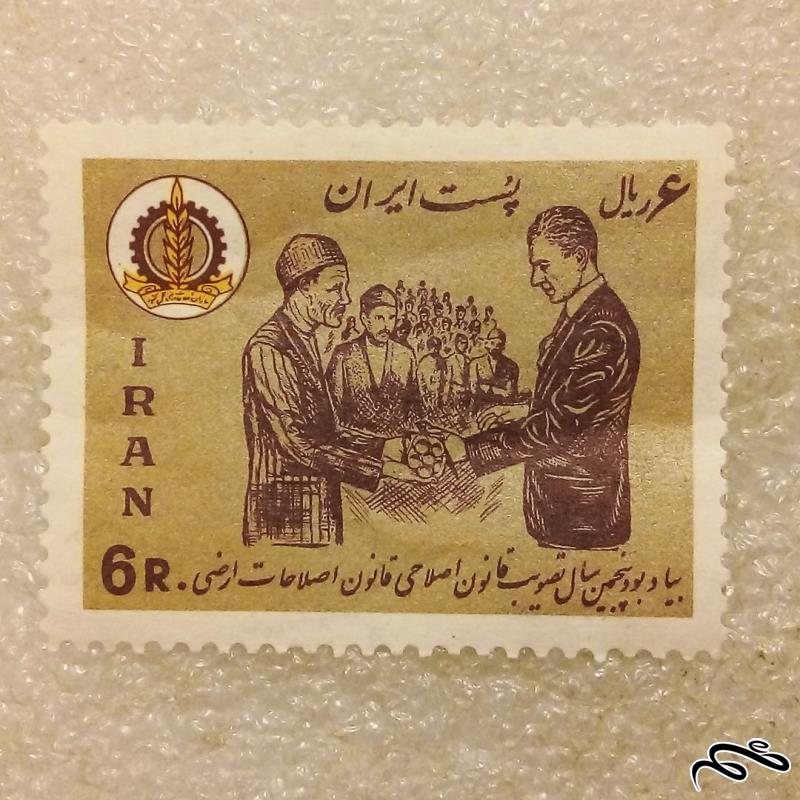 ۶ ریال
پست ایران
IRAN
6R.
بیادبود پنجمین سال تصویب قانون اصلاحی قانون اصلاحات ارضی